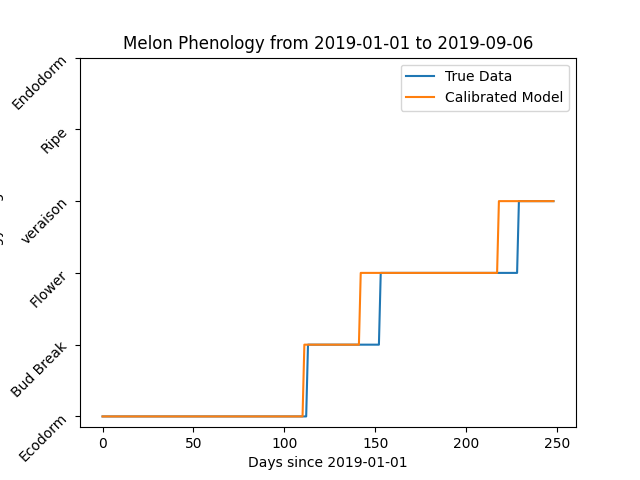 Melon Phenology from 2019-01-01 to 2019-09-06
True Data
Calibrated Model
Endodorm
Ripe
veraison
Flower
Bud Break
Ecodorm
0 50 100 150 200 250
Days since 2019-01-01